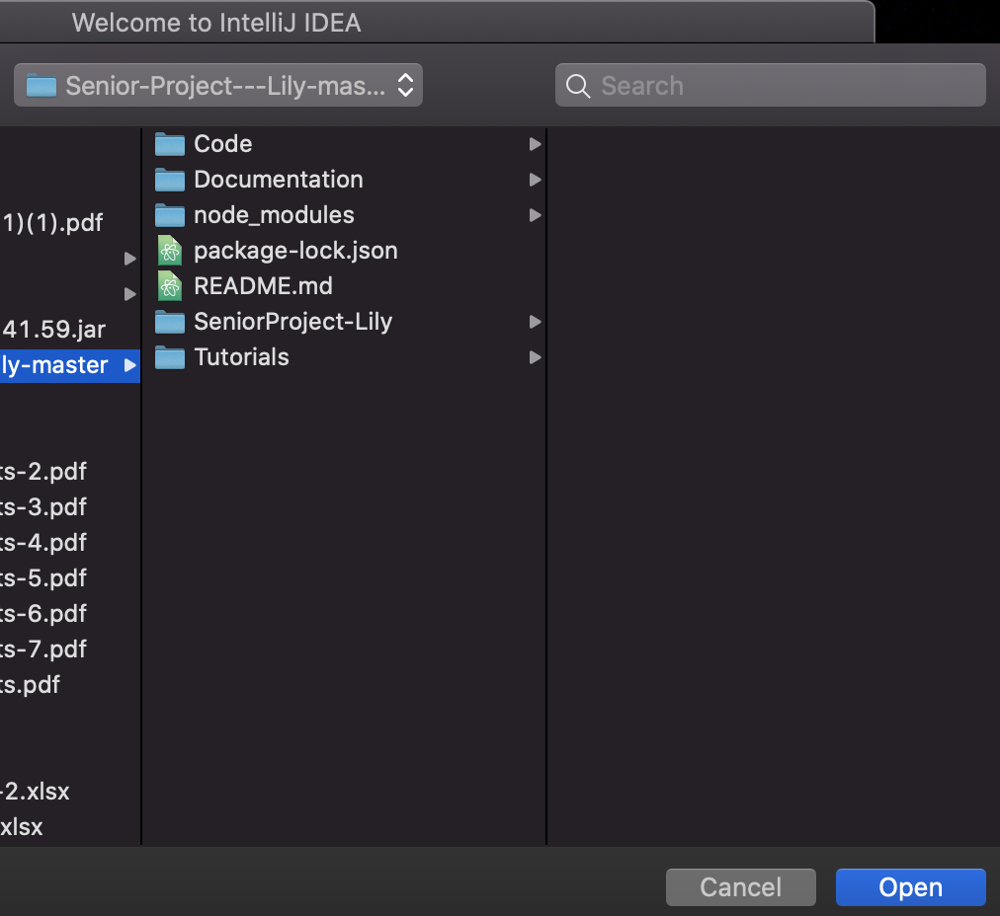 Welcome to IntelliJ IDEA
Senior-Project---Lily-mas...
Search
1)(1).pdf
41.59.jar
ly-master
ts-2.pdf
ts-3.pdf
ts-4.pdf
ts-5.pdf
ts-6.pdf
ts-7.pdf
ts.pdf
-2.xlsx
xlsx
Code
Documentation
node_modules
package-lock.json
README.md
SeniorProject-Lily
Tutorials
Cancel
Open